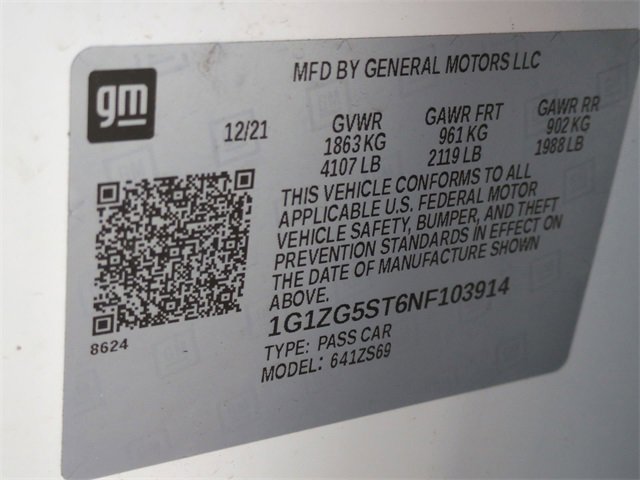 gm
MFD BY GENERAL MOTORS LLC
12/21 GVWR GAWR FRT GAWR RR
1863 KG 961 KG 902 KG
4107 LB 2119 LB 1988 LB
THIS VEHICLE CONFORMS TO ALL
APPLICABLE U.S. FEDERAL MOTOR
VEHICLE SAFETY, BUMPER, AND THEFT
PREVENTION STANDARDS IN EFFECT ON
THE DATE OF MANUFACTURE SHOWN
ABOVE.
1G1ZG5ST6NF103914
TYPE: PASS CAR
MODEL: 641ZS69
8624